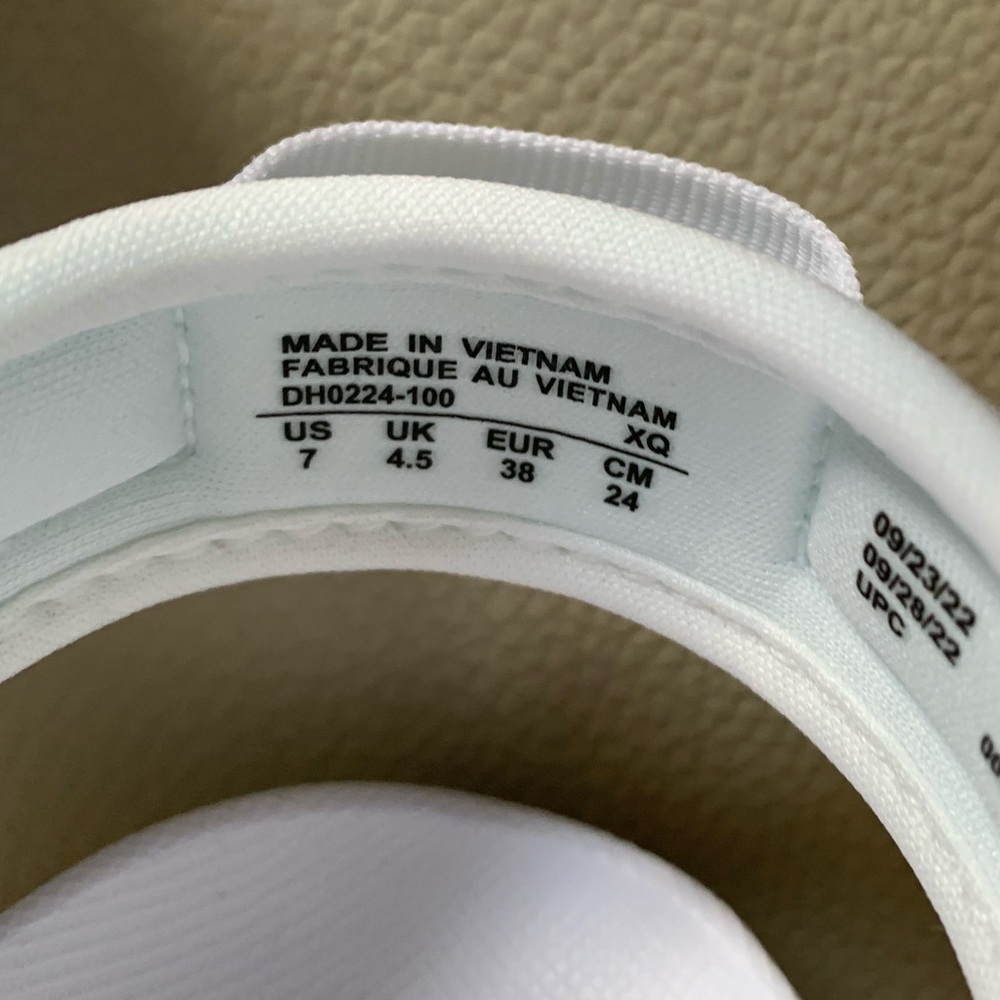 MADE IN VIETNAM
FABRIQUE AU VIETNAM
DH0224-100 XQ
US UK EUR CM
7 4.5 38 24
09/23/22
09/28/22
UPC